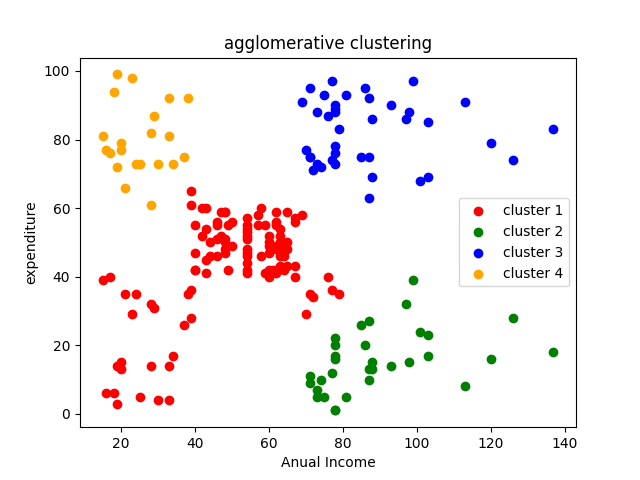 agglomerative clustering
100
80
60
40
20
0
expenditure
cluster 1
cluster 2
cluster 3
cluster 4
20 40 60 80 100 120 140
Anual Income